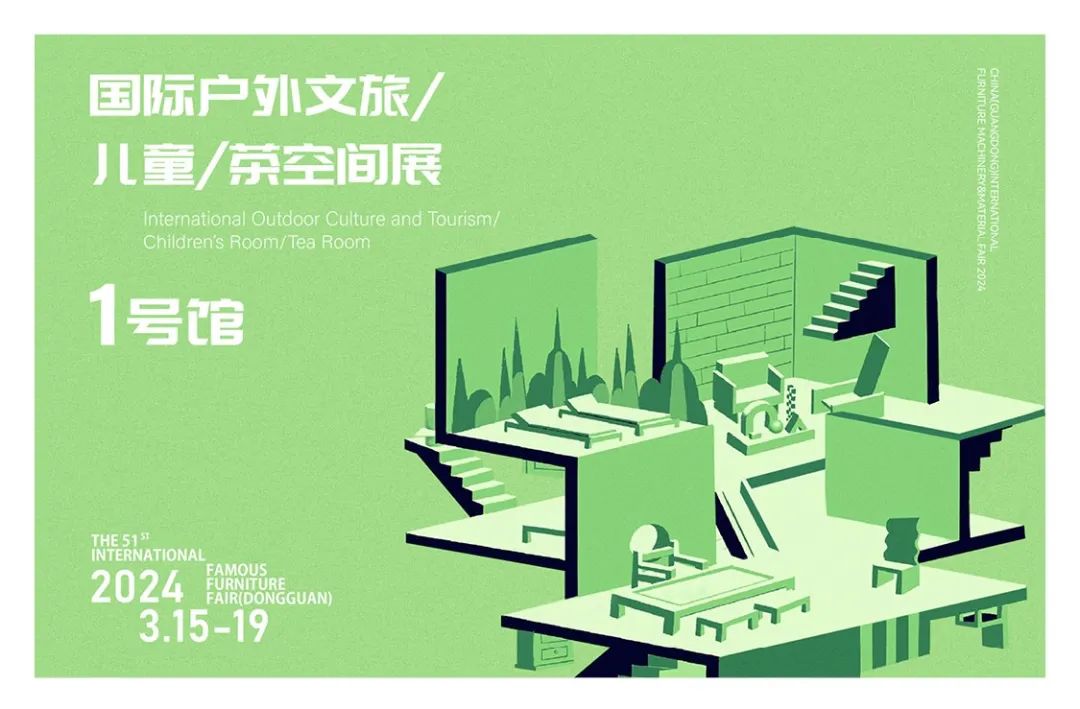 国际户外文旅/
儿童/茶空间展
International Outdoor Culture and Tourism/
Children's Room/Tea Room
1号馆
CHINA(GUANGDONG)INTERNATIONAL
FURNITURE MACHINERY&MATERIAL FAIR 2024
THE 51ST
INTERNATIONAL
2024
FAMOUS
FURNITURE
FAIR(DONGGUAN)
3.15-19